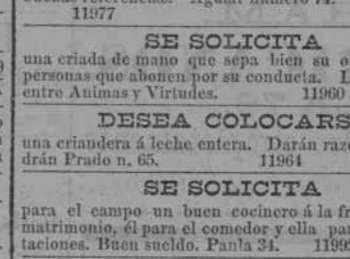 11977
SE SOLICITA
una criada de mano que sepa bien su o
personas que abonen por su conducta. L
entre Animas y Virtudes. 11960
DESEA COLOCARS
una criandera á leche entera. Darán razo
drán Prado n. 65. 11964
SE SOLICITA
para el campo un buen cocinero á la fr
matrimonio, él para el comedor y ella par
taciones. Buen sueldo. Paula 34. 1199